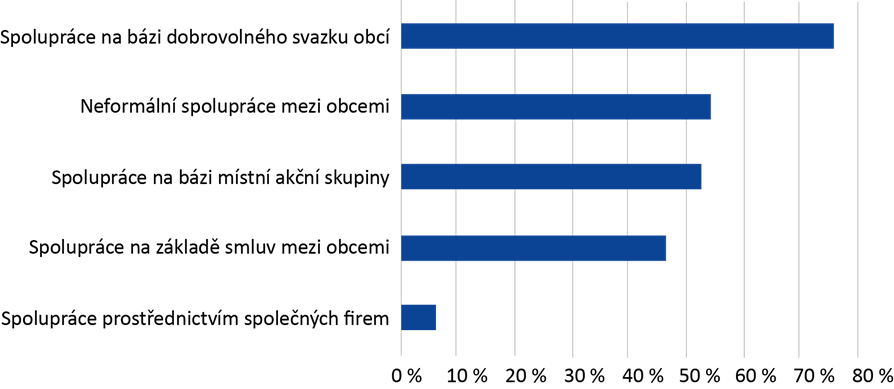 Spolupráce na bázi dobrovolného svazku obcí
Neformální spolupráce mezi obcemi
Spolupráce na bázi místní akční skupiny
Spolupráce na základě smluv mezi obcemi
Spolupráce prostřednictvím společných firem
0 % 10 % 20 % 30 % 40 % 50 % 60 % 70 % 80 %